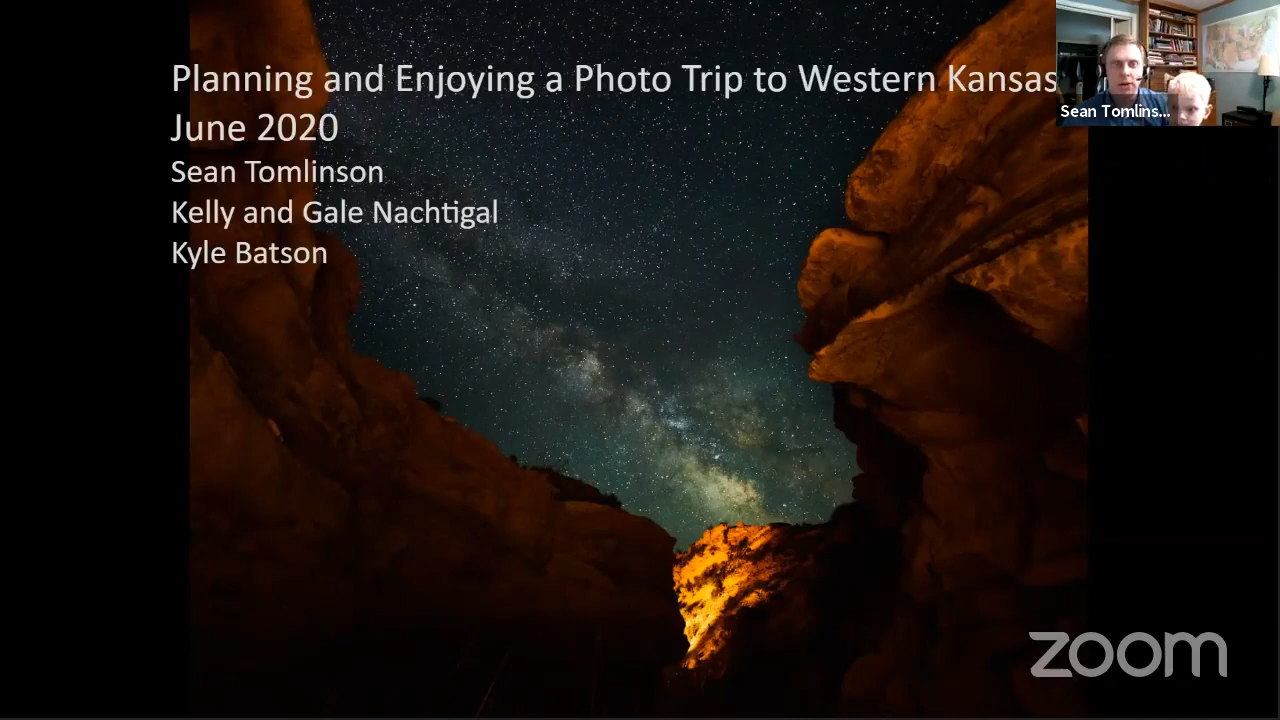 Planning and Enjoying a Photo Trip to Western Kansas
June 2020
Sean Tomlinson
Kelly and Gale Nachtigal
Kyle Batson
Sean Tomlins...
zoom